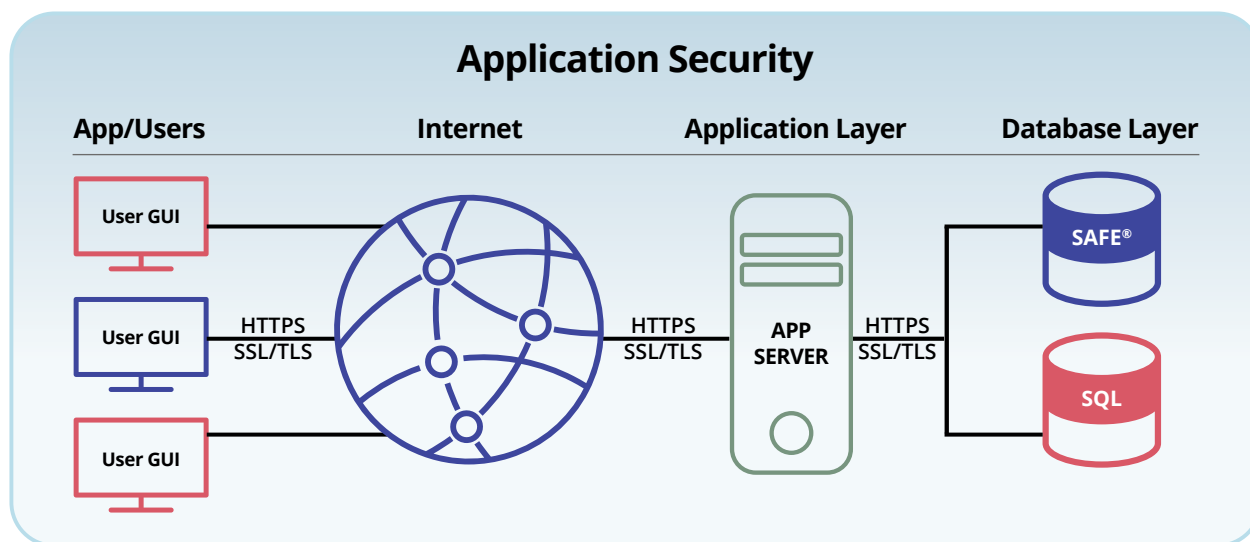 Application Security
App/Users
Internet
Application Layer
Database Layer
User GUI
User GUI
User GUI
HTTPS
SSL/TLS
HTTPS
SSL/TLS
APP
SERVER
HTTPS
SSL/TLS
SAFE®
SQL